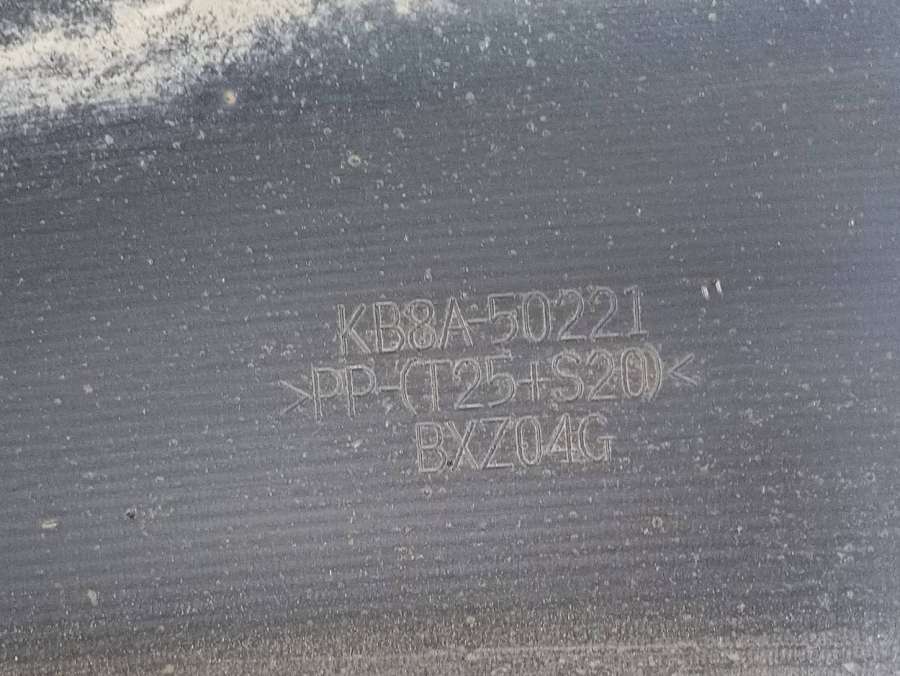 KB8A-50221
>PP-(T25+S20)<
BXZ04G